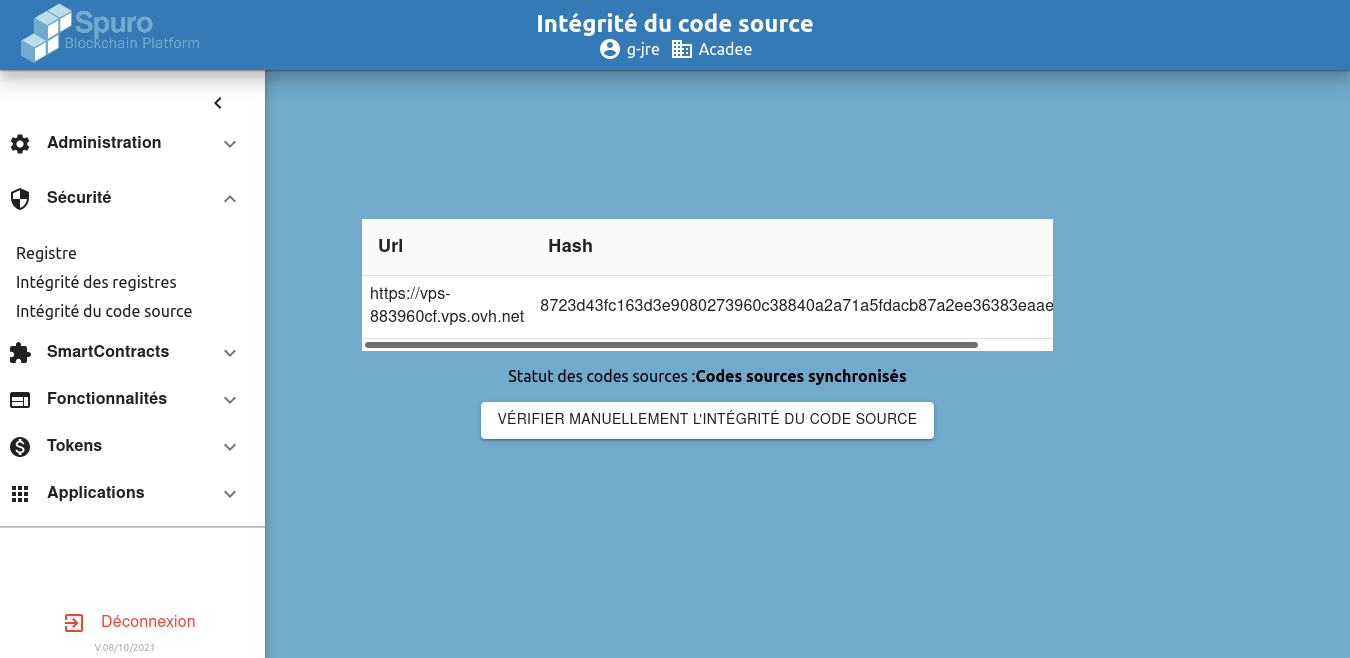 Spuro
Blockchain Platform
Intégrité du code source
g-jre Acadee
Administration
Sécurité
Registre
Intégrité des registres
Intégrité du code source
SmartContracts
Fonctionnalités
Tokens
Applications
Déconnexion
V.08/10/2021
Url Hash
https://vps-
883960cf.vps.ovh.net
8723d43fc163d3e9080273960c38840a2a71a5fdacb87a2ee36383eaae
Statut des codes sources :Codes sources synchronisés
VÉRIFIER MANUELLEMENT L'INTÉGRITÉ DU CODE SOURCE